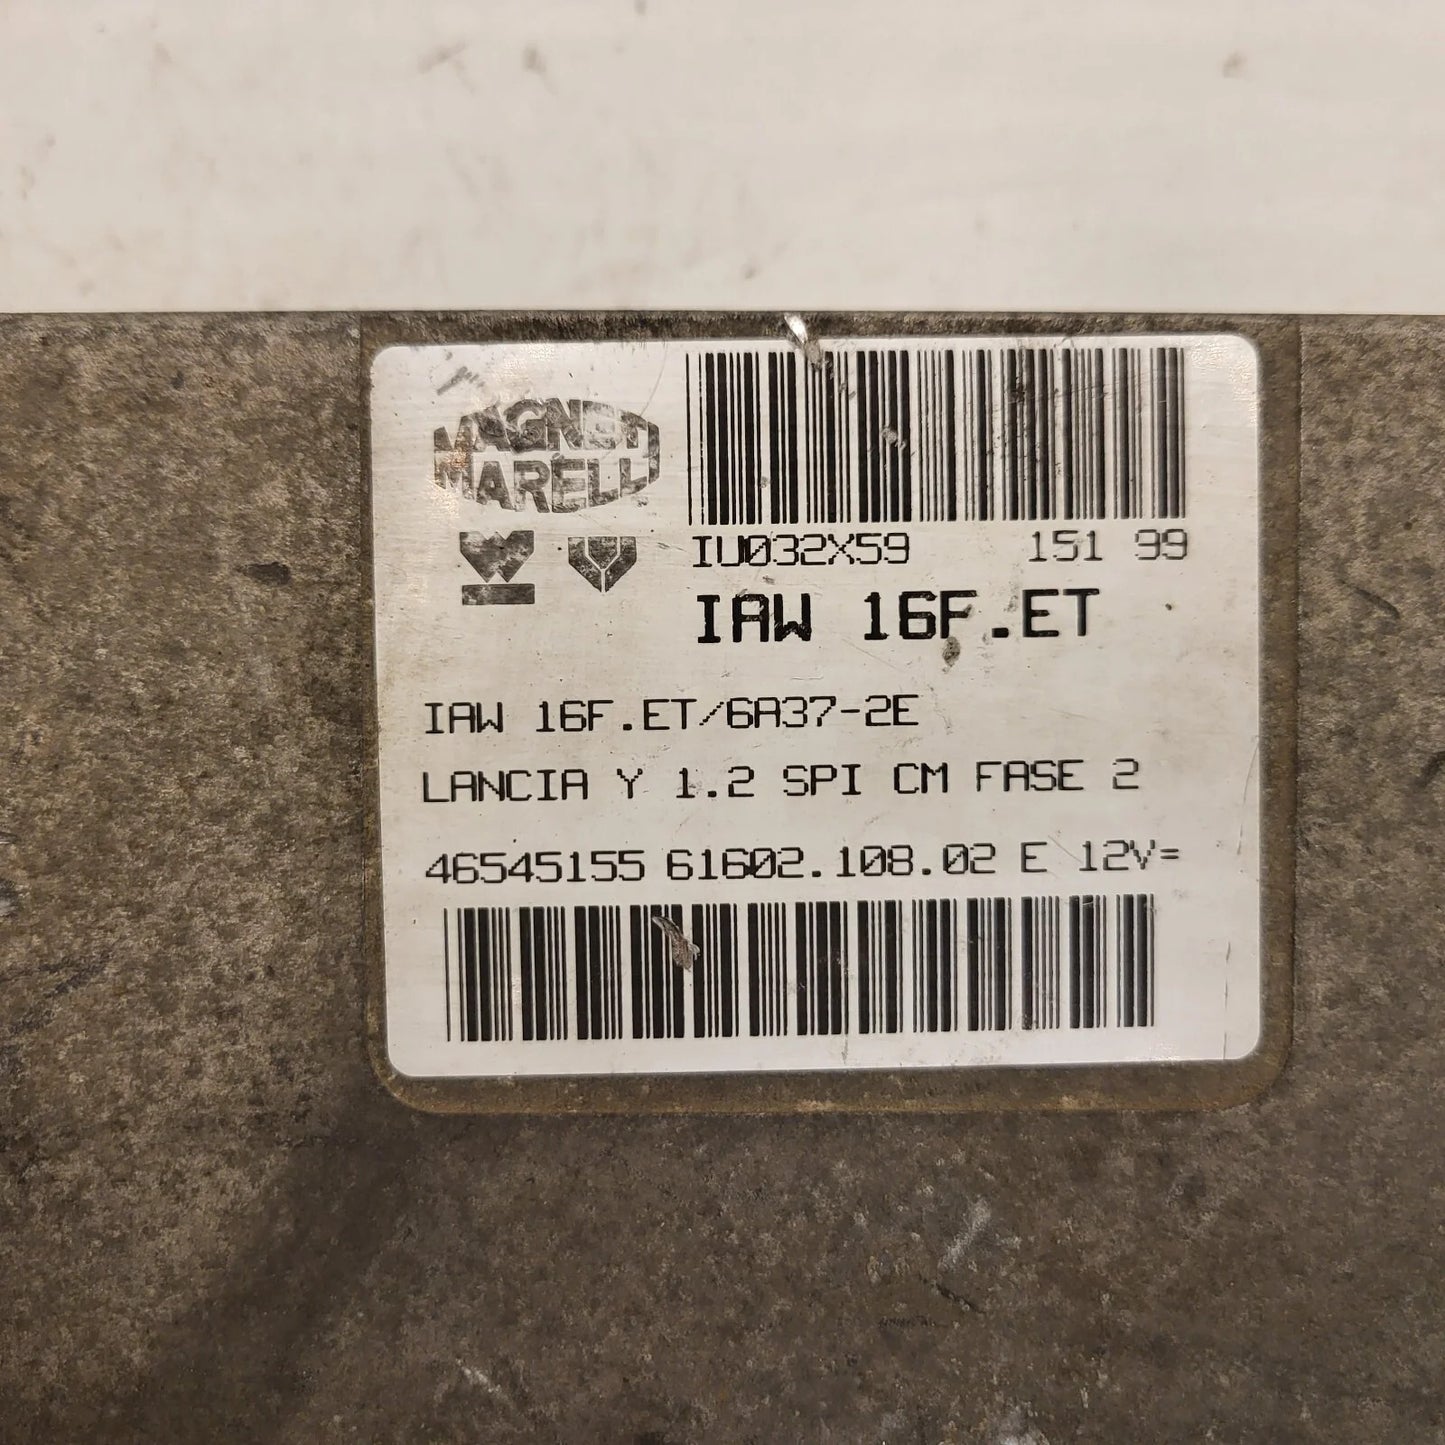 MAGNETI
MARELLI
IU032X59 151 99
IAW 16F.ET
IAW 16F.ET/6A37-2E
LANCIA Y 1.2 SPI CM FASE 2
46545155 61602.108.02 E 12V=